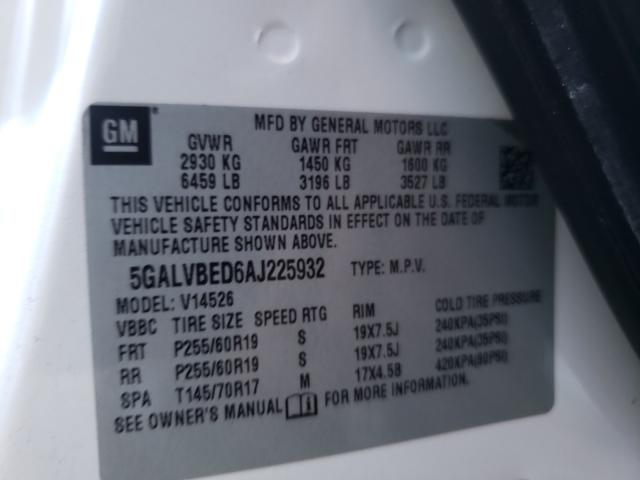 GM
MFD BY GENERAL MOTORS LLC
GVWR GAWR FRT GAWR RR
2930 KG 1450 KG 1600 KG
6459 LB 3196 LB 3527 LB
THIS VEHICLE CONFORMS TO ALL APPLICABLE U.S. FEDERAL MOTOR
VEHICLE SAFETY STANDARDS IN EFFECT ON THE DATE OF
MANUFACTURE SHOWN ABOVE.
5GALVBED6AJ225932 TYPE: M.P.V.
MODEL: V14526
VBBC TIRE SIZE SPEED RTG RIM COLD TIRE PRESSURE
FRT P255/60R19 S 19X7.5J 240KPA(35PSI)
RR P255/60R19 S 19X7.5J 240KPA(35PSI)
SPA T145/70R17 M 17X4.5B 420KPA(60PSI)
SEE OWNER'S MANUAL FOR MORE INFORMATION.